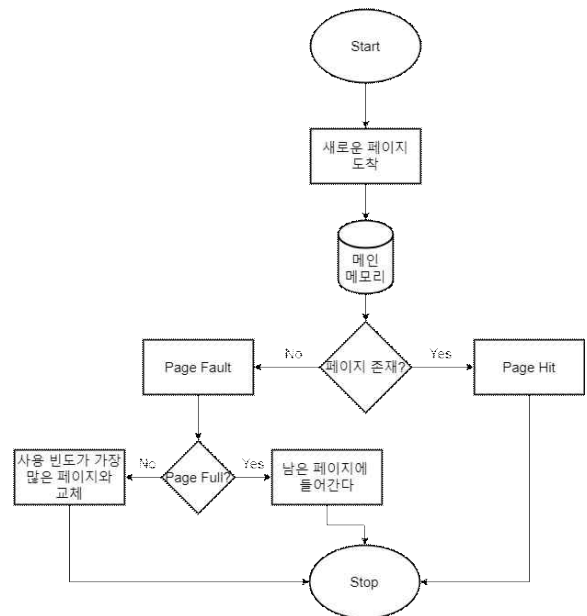 Start
새로운 페이지
도착
메인
메모리
페이지 존재?
No
Yes
Page Fault
Page Hit
사용 빈도가 가장
많은 페이지와
교체
No
Page Full?
Yes
남은 페이지에
들어간다
Stop